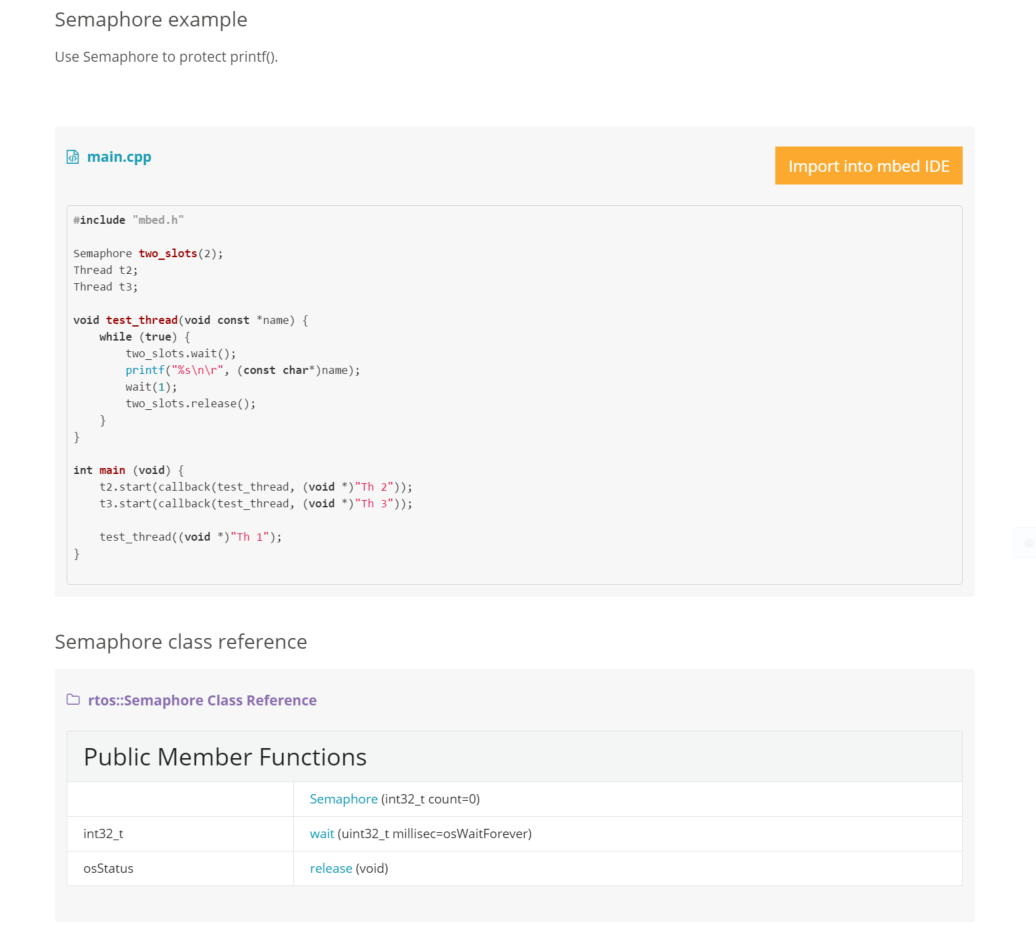 Semaphore example
Use Semaphore to protect printf().
main.cpp
Import into mbed IDE
#include "mbed.h"
Semaphore two_slots(2);
Thread t2;
Thread t3;
void test_thread(void const *name) {
    while (true) {
        two_slots.wait();
        printf("%s\n\r", (const char*)name);
        wait(1);
        two_slots.release();
    }
}
int main (void) {
    t2.start(callback(test_thread, (void *)"Th 2"));
    t3.start(callback(test_thread, (void *)"Th 3"));
    test_thread((void *)"Th 1");
}
Semaphore class reference
rtos::Semaphore Class Reference
Public Member Functions
Semaphore (int32_t count=0)
int32_t wait (uint32_t millisec=osWaitForever)
osStatus release (void)